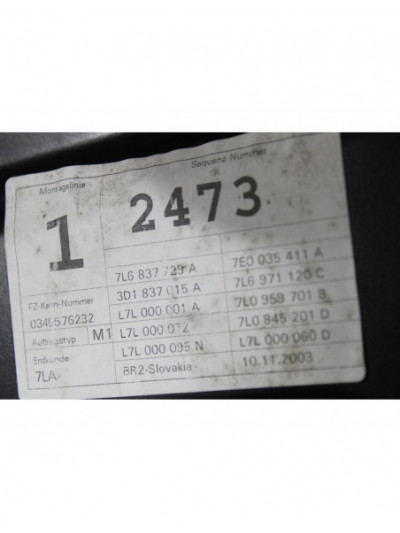 Montagelinie
Sequenz Nummer
1
2473
7L6 837 729 A
7E0 035 411 A
3D1 837 015 A
7L6 971 120 C
FZ-Kenn-Nummer
L7L 000 001 A
7L0 959 701 B
0345576232
L7L 000 072
7L0 845 201 D
Auftragstyp M1
L7L 000 095 N
L7L 000 060 D
Endkunde
BR2-Slovakia
10.11.2003
7LA